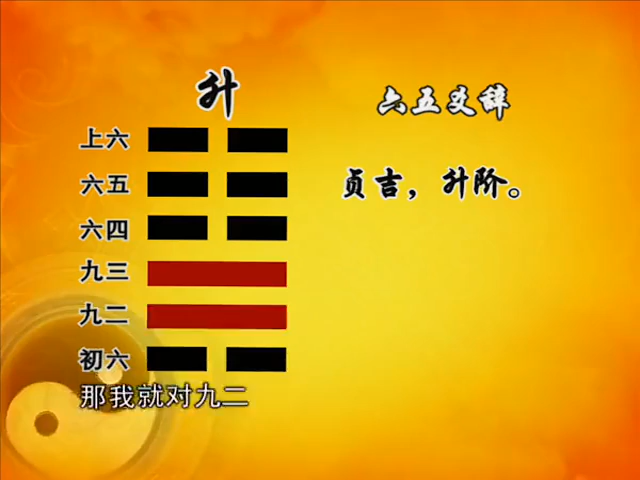 升
六五爻辞
上六
六五
贞吉，升阶。
六四
九三
九二
初六
那我就对九二